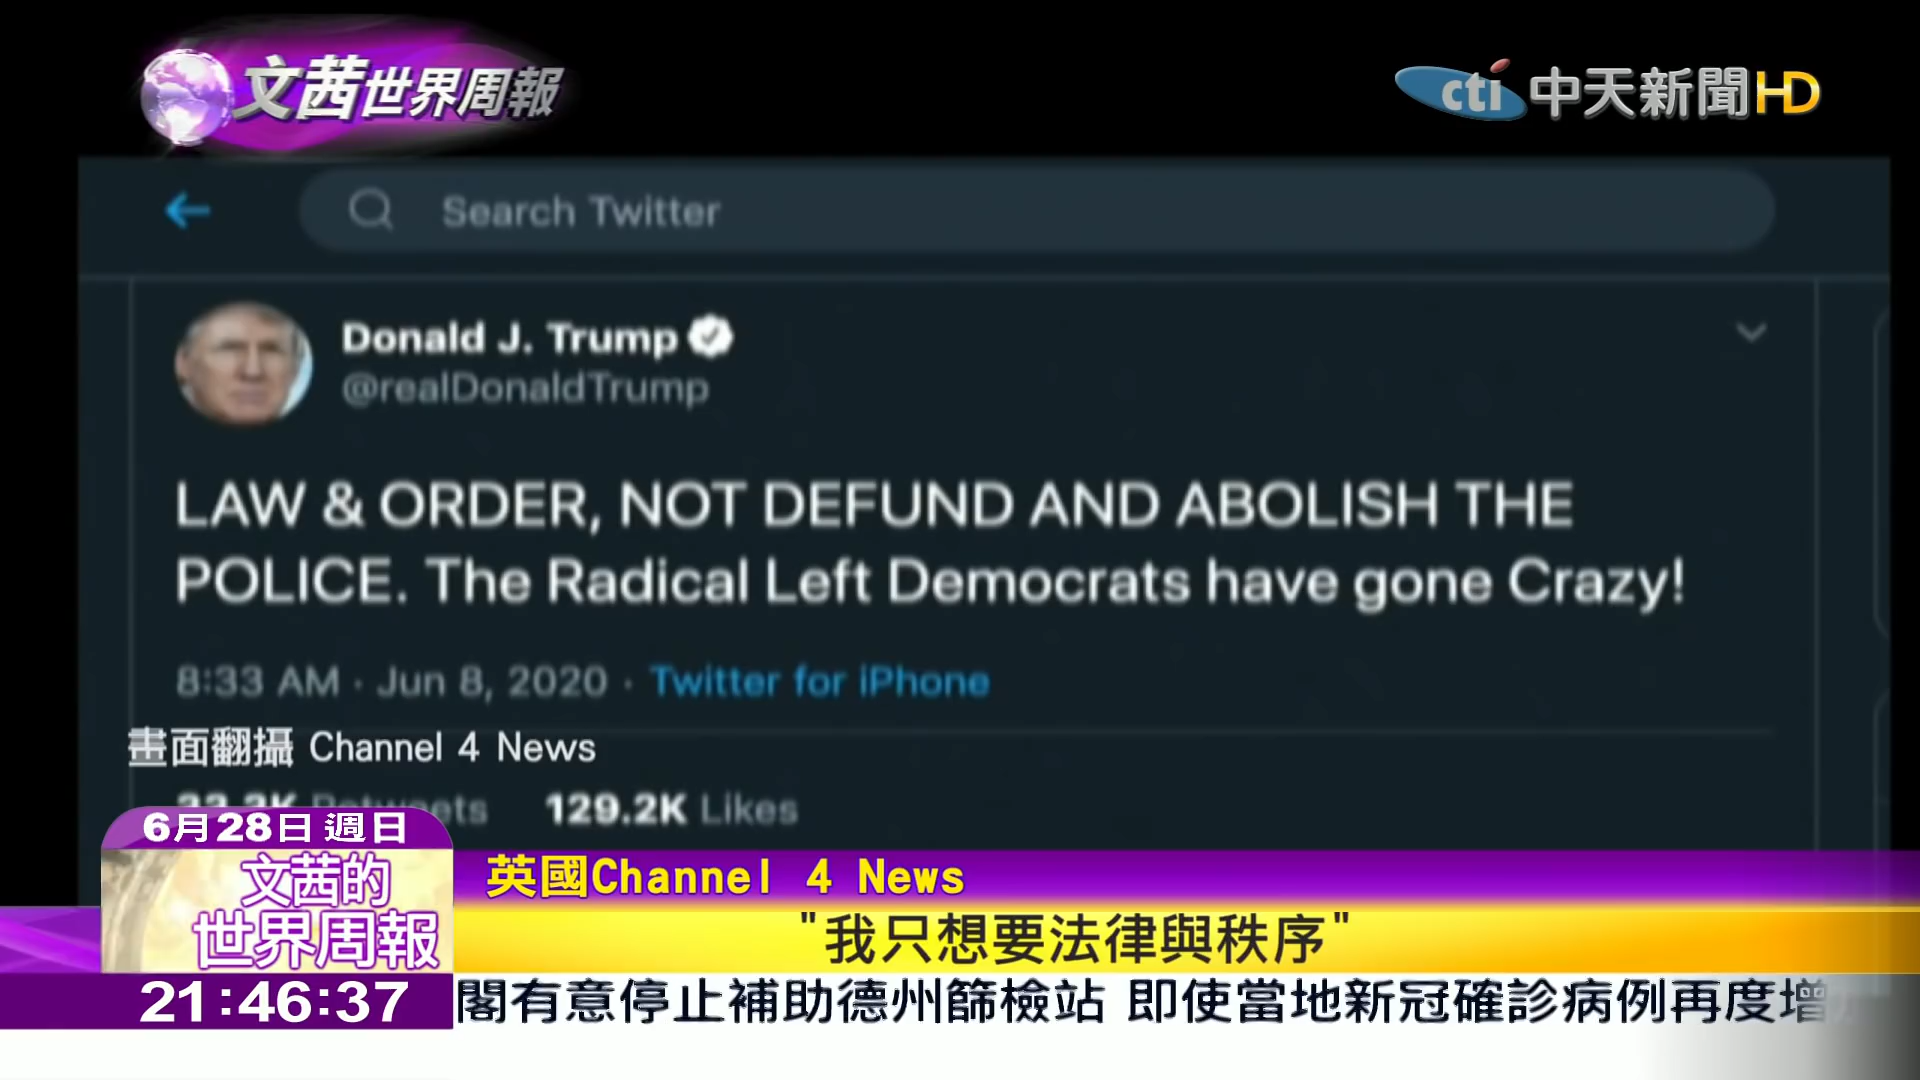 文茜世界周報
cti 中天新聞HD
Search Twitter
Donald J. Trump
@realDonaldTrump
LAW & ORDER, NOT DEFUND AND ABOLISH THE
POLICE. The Radical Left Democrats have gone Crazy!
8:33 AM · Jun 8, 2020 · Twitter for iPhone
畫面翻攝 Channel 4 News
Retweets 129.2K Likes
6月28日 週日
文茜的
世界周報
英國Channel 4 News
"我只想要法律與秩序"
21:46:37
閣有意停止補助德州篩檢站 即使當地新冠確診病例再度增